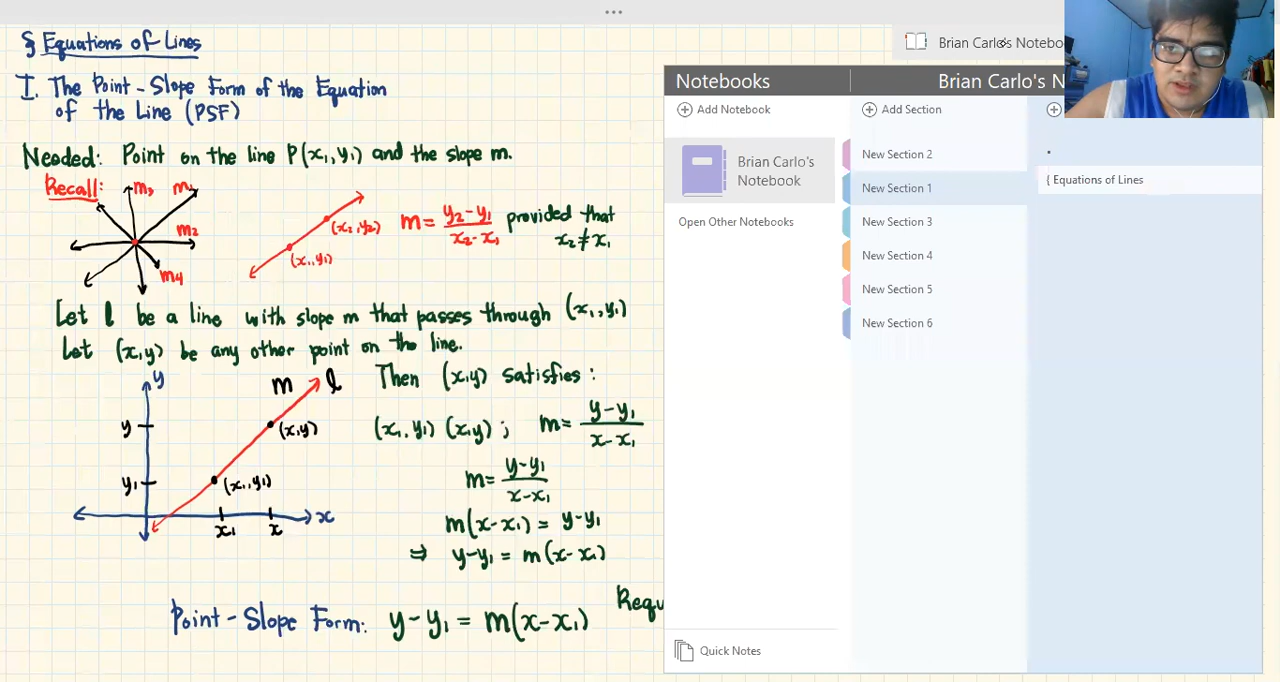 § Equations of Lines
I. The Point-Slope Form of the Equation
of the Line (PSF)
Needed: Point on the line P(x₁,y₁) and the slope m.
Recall:
m₃
m₁
m₂
m₄
(x₂,y₂)
(x₁,y₁)
m = (y₂-y₁)/(x₂-x₁) provided that
x₂≠x₁
Let l be a line with slope m that passes through (x₁,y₁)
Let (x,y) be any other point on the line.
y
m l
y
(x,y)
y₁
(x₁,y₁)
x₁ x
x
Then (x,y) satisfies:
(x₁,y₁) (x,y); m = (y-y₁)/(x-x₁)
m = (y-y₁)/(x-x₁)
m(x-x₁) = y-y₁
⇒ y-y₁ = m(x-x₁)
Point-Slope Form: y-y₁ = m(x-x₁)
Requ
Brian Carlo's Notebo
Notebooks
Brian Carlo's N
Add Notebook
Add Section
Brian Carlo's
Notebook
Open Other Notebooks
New Section 2
New Section 1
New Section 3
New Section 4
New Section 5
New Section 6
{ Equations of Lines
Quick Notes